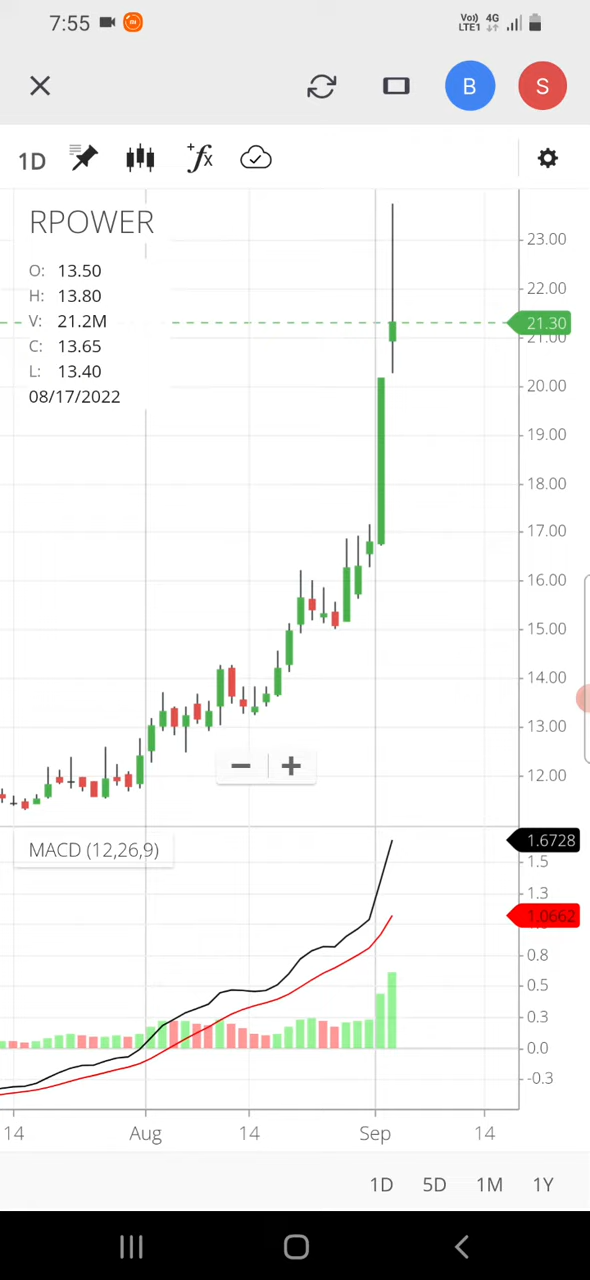 7:55 Vo) 4G
LTE1
B S
1D +fx
RPOWER
O: 13.50
H: 13.80
V: 21.2M
C: 13.65
L: 13.40
08/17/2022
23.00
22.00
21.30
21.00
20.00
19.00
18.00
17.00
16.00
15.00
14.00
13.00
12.00
MACD (12,26,9)
1.6728
1.5
1.3
1.0662
0.8
0.5
0.3
0.0
-0.3
14 Aug 14 Sep 14
1D 5D 1M 1Y